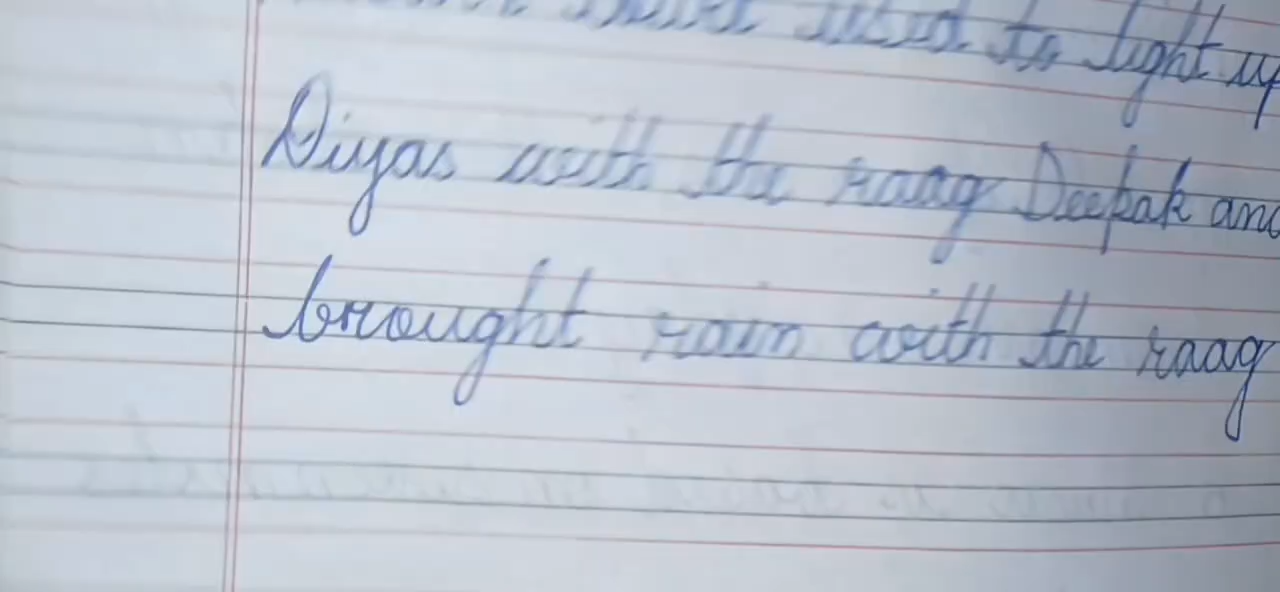 used to light up
Diyas with the raag Deepak and
brought rain with the raag